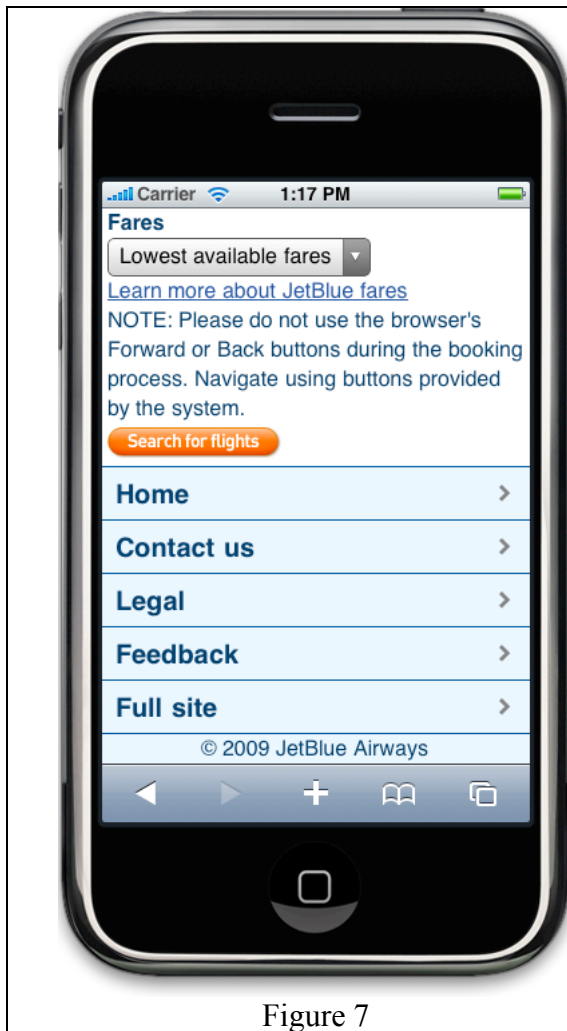 Carrier 1:17 PM
Fares
Lowest available fares
Learn more about JetBlue fares
NOTE: Please do not use the browser's
Forward or Back buttons during the booking
process. Navigate using buttons provided
by the system.
Search for flights
Home
Contact us
Legal
Feedback
Full site
© 2009 JetBlue Airways
Figure 7